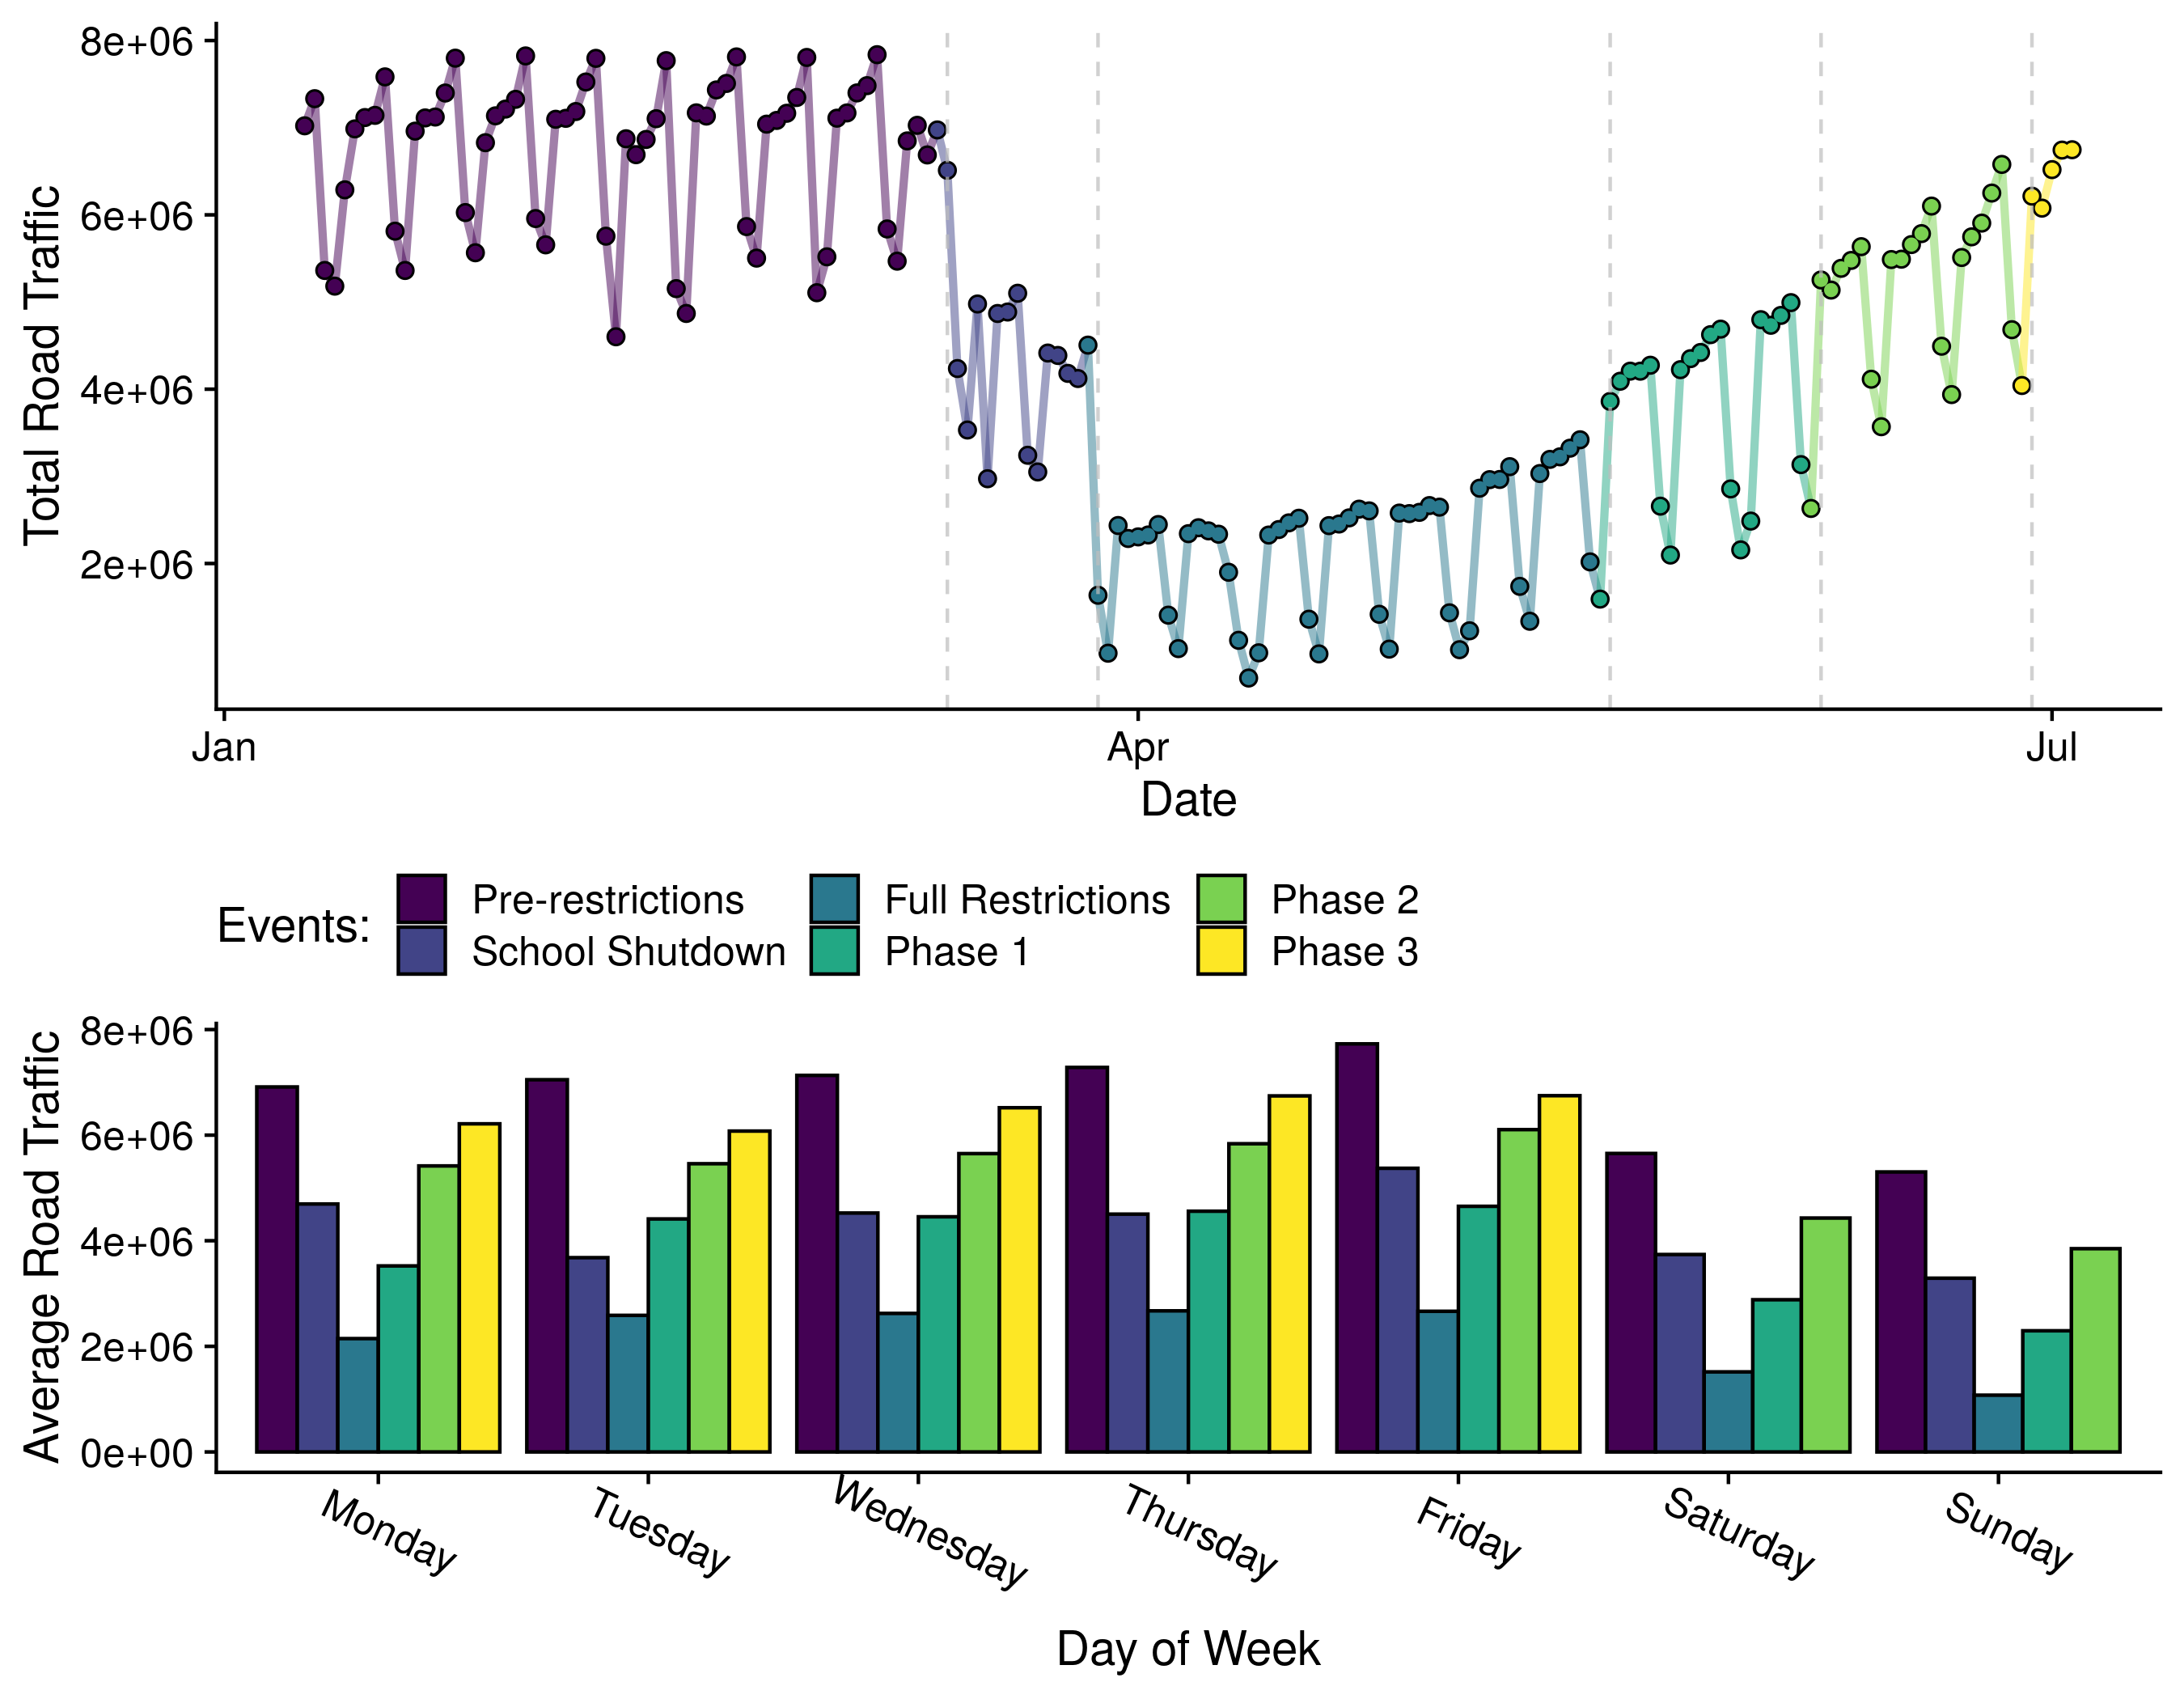 Total Road Traffic
8e+06
6e+06
4e+06
2e+06
Jan
Apr
Jul
Date
Events:
Pre-restrictions
School Shutdown
Full Restrictions
Phase 1
Phase 2
Phase 3
Average Road Traffic
8e+06
6e+06
4e+06
2e+06
0e+00
Monday
Tuesday
Wednesday
Thursday
Friday
Saturday
Sunday
Day of Week